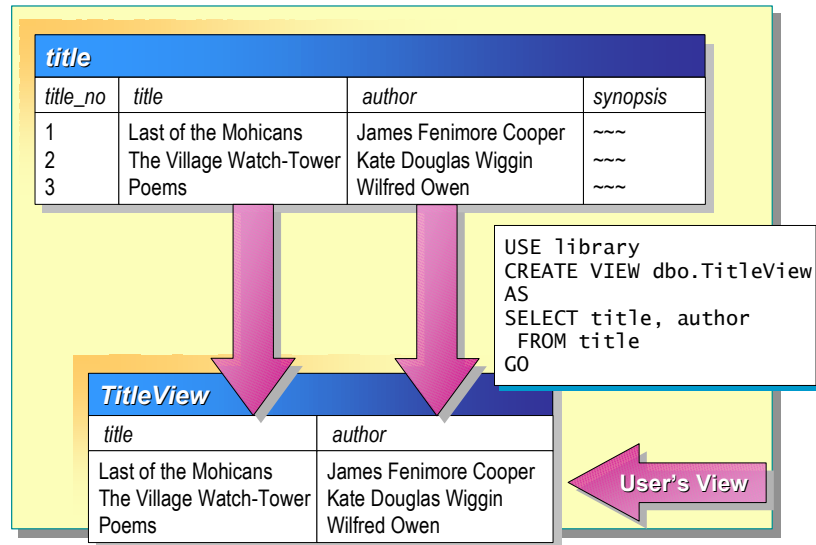 title
title_no title author synopsis
1 Last of the Mohicans James Fenimore Cooper ~~~
2 The Village Watch-Tower Kate Douglas Wiggin ~~~
3 Poems Wilfred Owen ~~~
USE library
CREATE VIEW dbo.TitleView
AS
SELECT title, author
FROM title
GO
TitleView
title author
Last of the Mohicans James Fenimore Cooper
The Village Watch-Tower Kate Douglas Wiggin
Poems Wilfred Owen
User's View